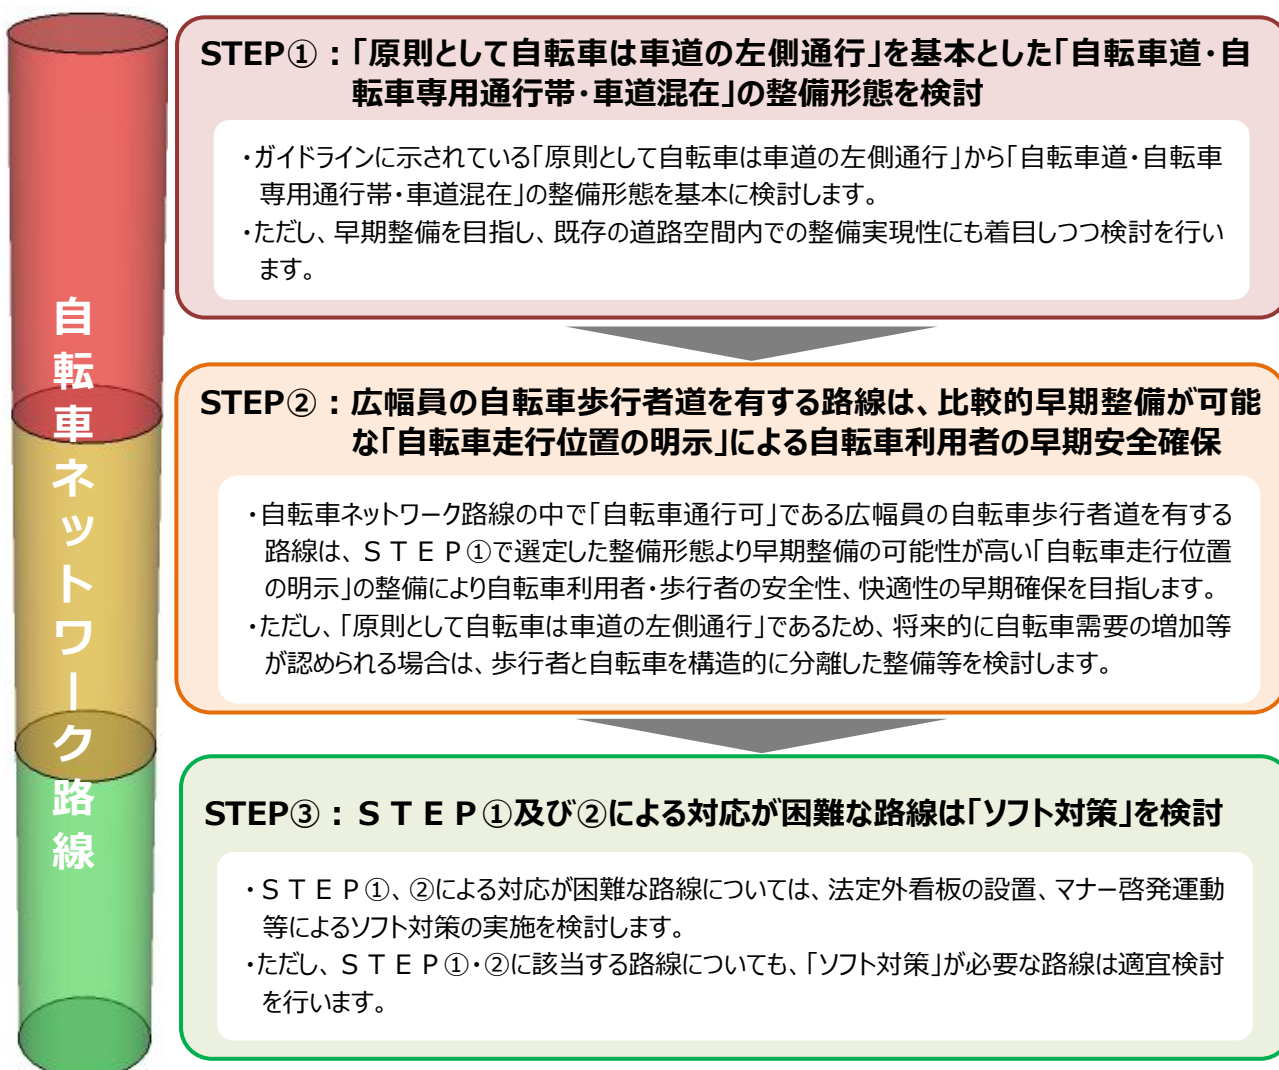 自転車ネットワーク路線
STEP①：「原則として自転車は車道の左側通行」を基本とした「自転車道・自
転車専用通行帯・車道混在」の整備形態を検討
・ガイドラインに示されている「原則として自転車は車道の左側通行」から「自転車道・自転車
専用通行帯・車道混在」の整備形態を基本に検討します。
・ただし、早期整備を目指し、既存の道路空間内での整備実現性にも着目しつつ検討を行い
ます。
STEP②：広幅員の自転車歩行者道を有する路線は、比較的早期整備が可能
な「自転車走行位置の明示」による自転車利用者の早期安全確保
・自転車ネットワーク路線の中で「自転車通行可」である広幅員の自転車歩行者道を有する
路線は、ＳＴＥＰ①で選定した整備形態より早期整備の可能性が高い「自転車走行位置
の明示」の整備により自転車利用者・歩行者の安全性、快適性の早期確保を目指します。
・ただし、「原則として自転車は車道の左側通行」であるため、将来的に自転車需要の増加等
が認められる場合は、歩行者と自転車を構造的に分離した整備等を検討します。
STEP③：ＳＴＥＰ①及び②による対応が困難な路線は「ソフト対策」を検討
・ＳＴＥＰ①、②による対応が困難な路線については、法定外看板の設置、マナー啓発運動
等によるソフト対策の実施を検討します。
・ただし、ＳＴＥＰ①・②に該当する路線についても、「ソフト対策」が必要な路線は適宜検討
を行います。